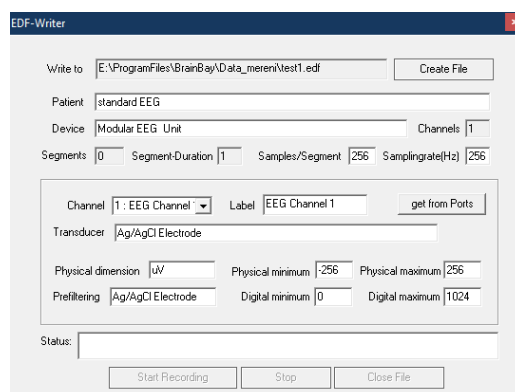 EDF-Writer
Write to E:\ProgramFiles\BrainBay\Data_mereni\test1.edf Create File
Patient standard EEG
Device Modular EEG Unit Channels 1
Segments 0 Segment-Duration 1 Samples/Segment 256 Samplingrate(Hz) 256
Channel 1 : EEG Channel Label EEG Channel 1 get from Ports
Transducer Ag/AgCl Electrode
Physical dimension uV Physical minimum -256 Physical maximum 256
Prefiltering Ag/AgCl Electrode Digital minimum 0 Digital maximum 1024
Status:
Start Recording Stop Close File